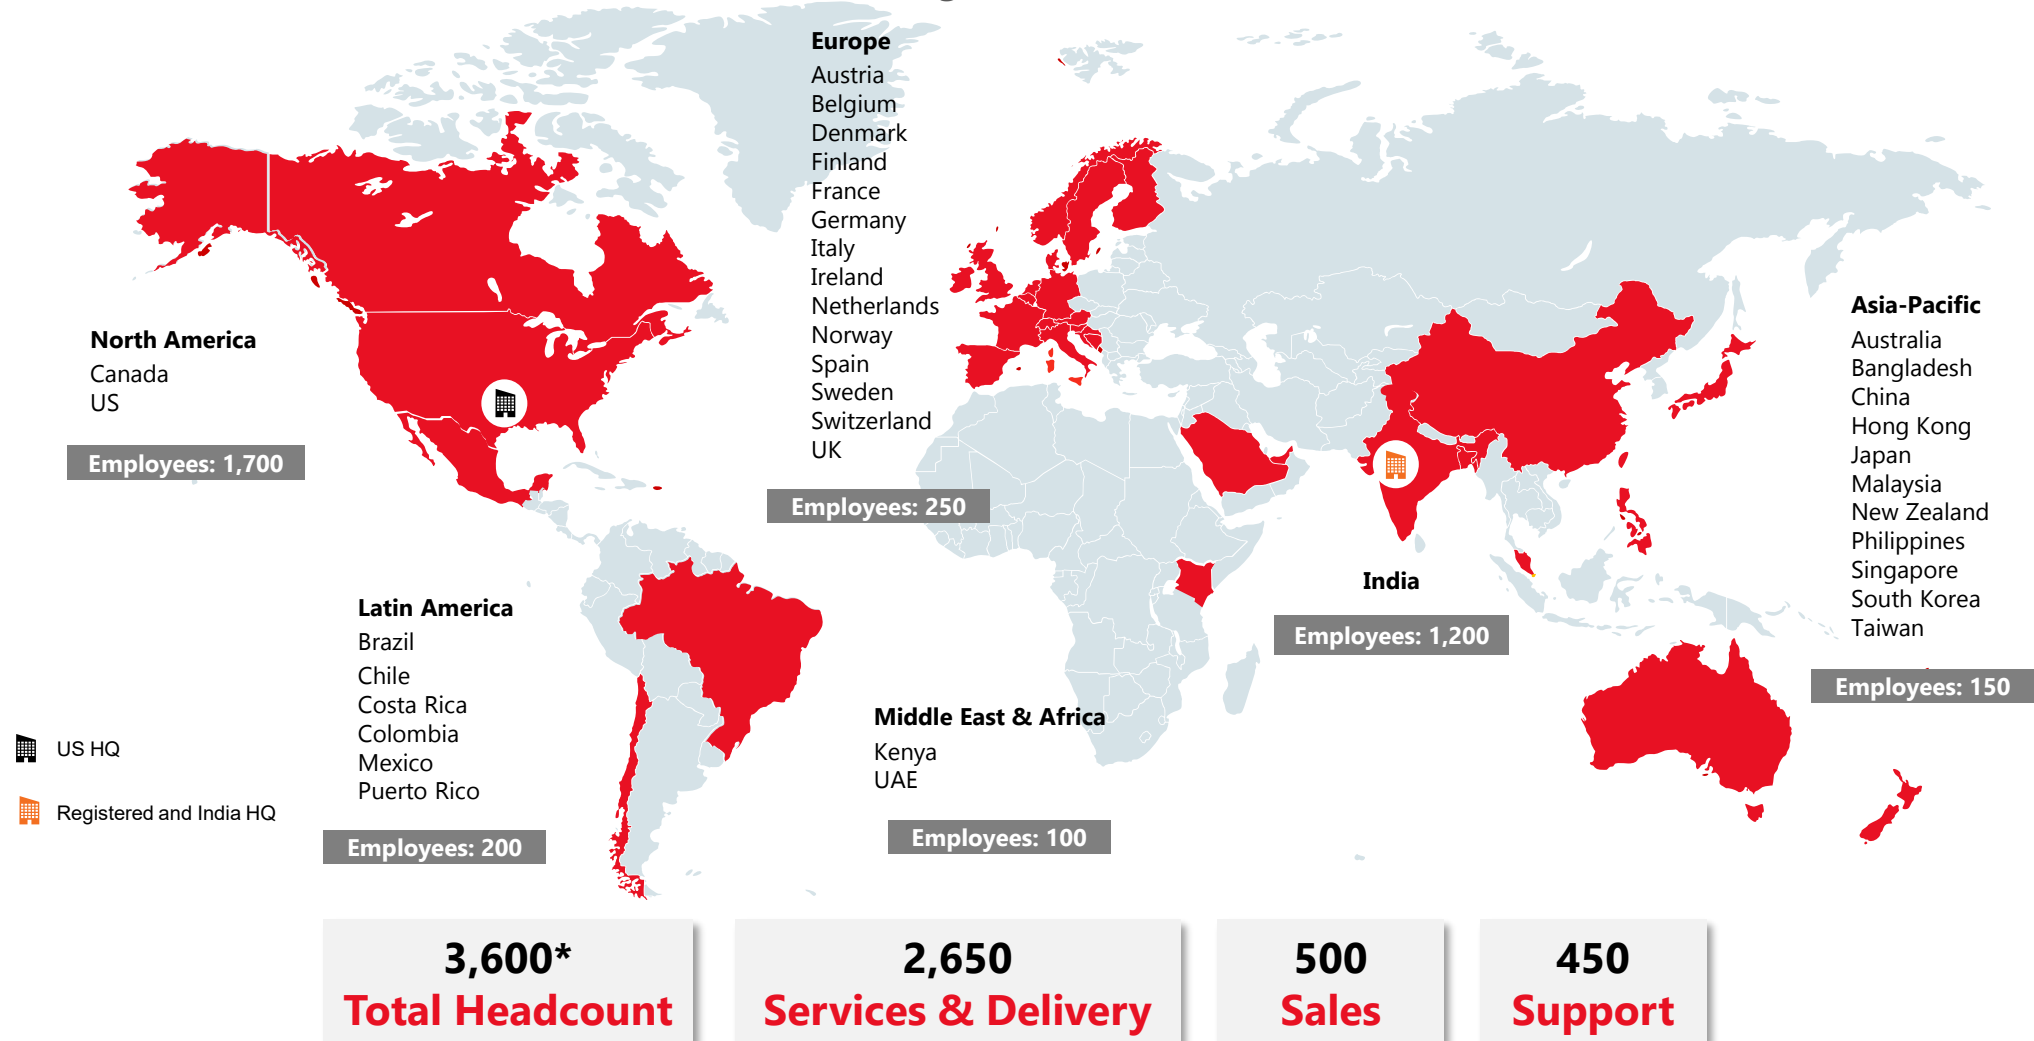 Europe
Austria
Belgium
Denmark
Finland
France
Germany
Italy
Ireland
Netherlands
Norway
Spain
Sweden
Switzerland
UK
Employees: 250
North America
Canada
US
Employees: 1,700
Asia-Pacific
Australia
Bangladesh
China
Hong Kong
Japan
Malaysia
New Zealand
Philippines
Singapore
South Korea
Taiwan
Employees: 150
India
Employees: 1,200
Latin America
Brazil
Chile
Costa Rica
Colombia
Mexico
Puerto Rico
Employees: 200
Middle East & Africa
Kenya
UAE
Employees: 100
US HQ
Registered and India HQ
3,600*
Total Headcount
2,650
Services & Delivery
500
Sales
450
Support